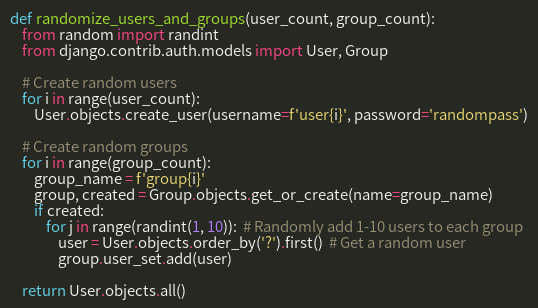 def randomize_users_and_groups(user_count, group_count):
from random import randint
from django.contrib.auth.models import User, Group
# Create random users
for i in range(user_count):
User.objects.create_user(username=f'user{i}', password='randompass')
# Create random groups
for i in range(group_count):
group_name = f'group{i}'
group, created = Group.objects.get_or_create(name=group_name)
if created:
for j in range(randint(1, 10)): # Randomly add 1-10 users to each group
user = User.objects.order_by('?').first() # Get a random user
group.user_set.add(user)
return User.objects.all()